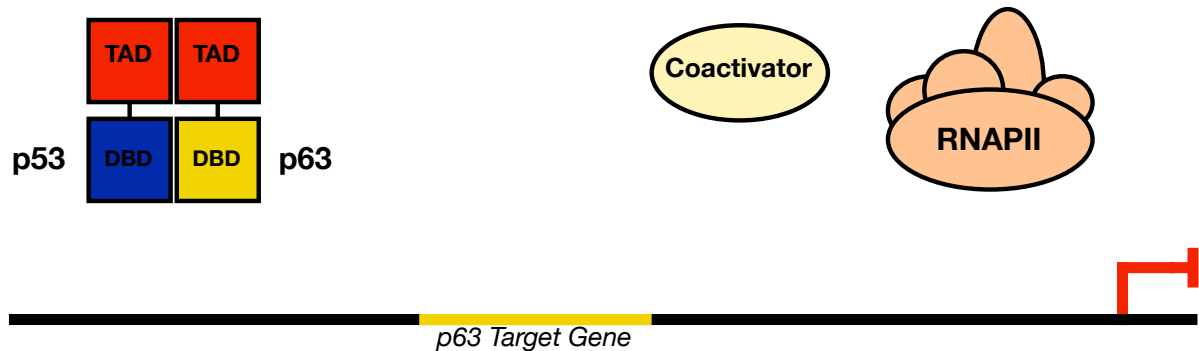 TAD TAD
Coactivator
RNAPII
p53 DBD DBD p63
p63 Target Gene